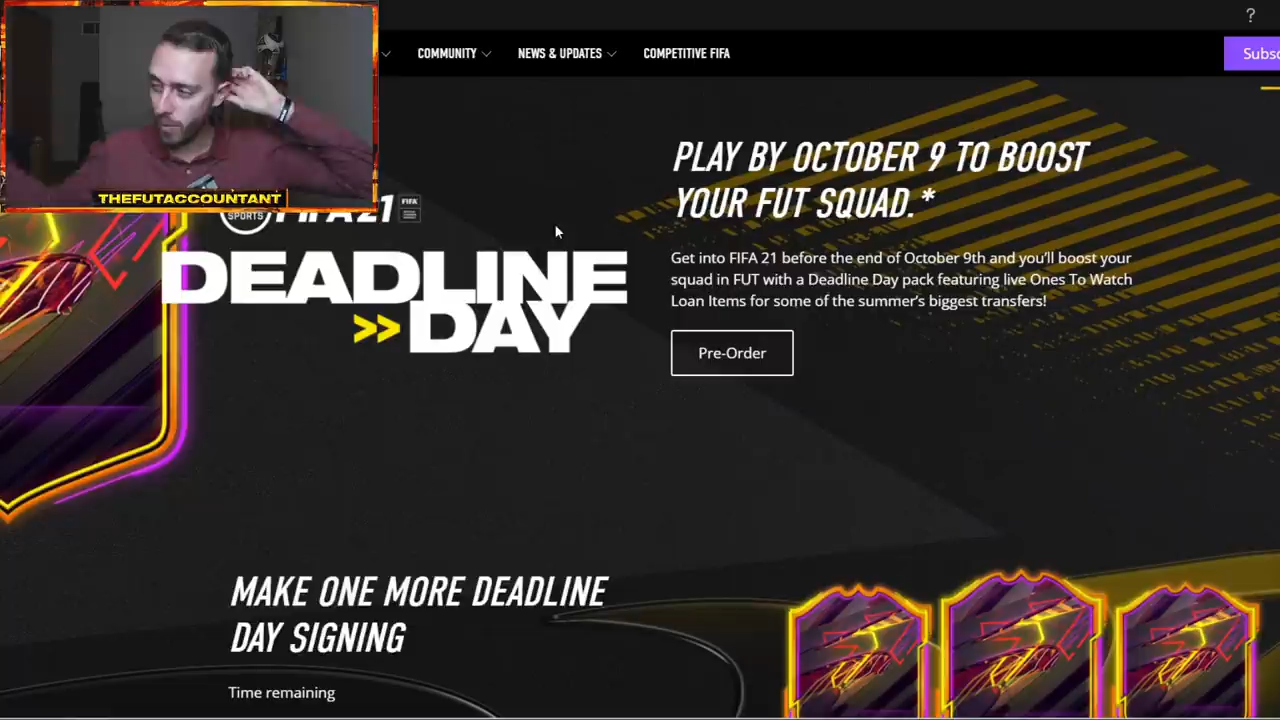 ?
COMMUNITY
NEWS & UPDATES
COMPETITIVE FIFA
THEFUTACCOUNTANT
SPORTS
FIFA 21
FIFA
DEADLINE
>> DAY
PLAY BY OCTOBER 9 TO BOOST
YOUR FUT SQUAD.*
Get into FIFA 21 before the end of October 9th and you'll boost your
squad in FUT with a Deadline Day pack featuring live Ones To Watch
Loan Items for some of the summer's biggest transfers!
Pre-Order
MAKE ONE MORE DEADLINE
DAY SIGNING
Time remaining